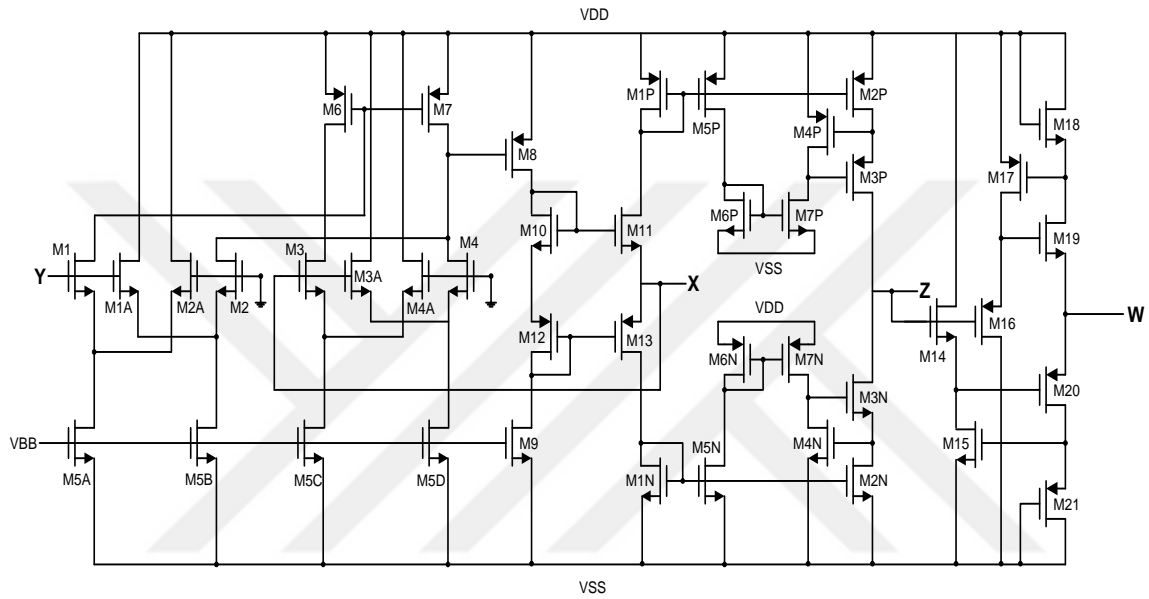 VDD
M6
M7
M1P
M5P
M2P
M4P
M8
M3P
M18
M17
M6P
M7P
M10
M11
M19
M1
M3
M4
Y
M1A
M2A
M2
M3A
M4A
VSS
X
Z
W
VDD
M12
M13
M6N
M7N
M14
M16
M20
M3N
VBB
M9
M5N
M4N
M15
M5A
M5B
M5C
M5D
M1N
M2N
M21
VSS